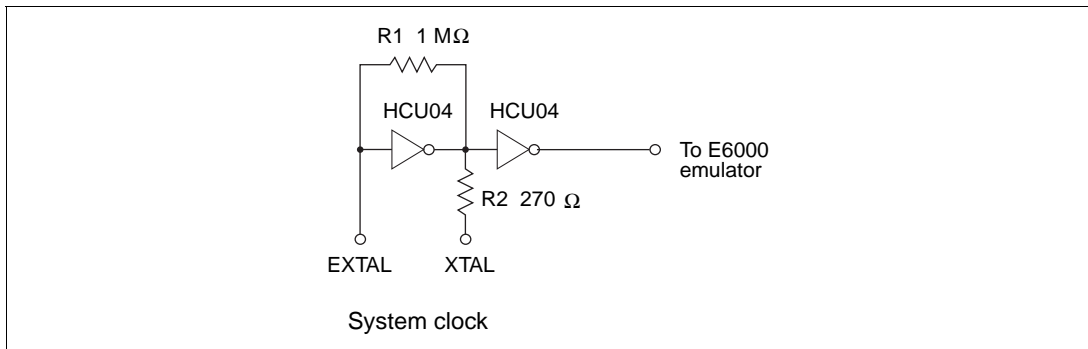 R1 1 MΩ
HCU04 HCU04
To E6000
emulator
R2 270 Ω
EXTAL XTAL
System clock